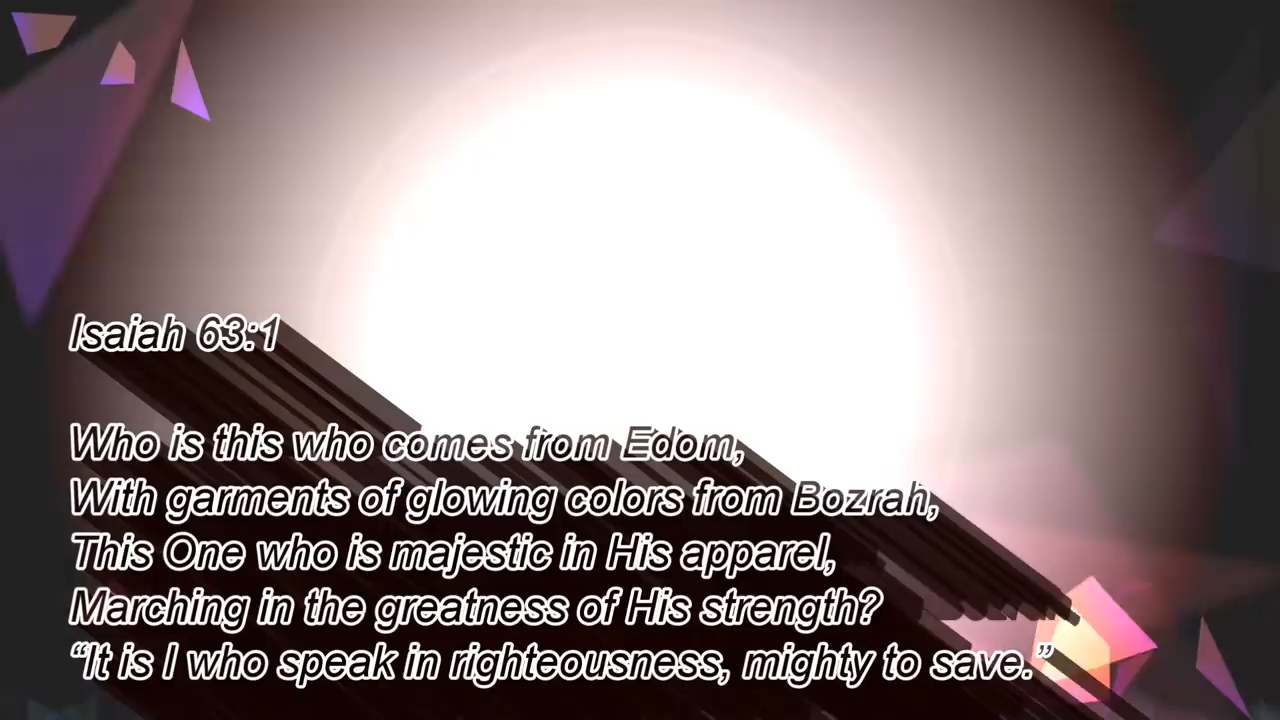 Isaiah 63:1
Who is this who comes from Edom,
With garments of glowing colors from Bozrah,
This One who is majestic in His apparel,
Marching in the greatness of His strength?
“It is I who speak in righteousness, mighty to save.”